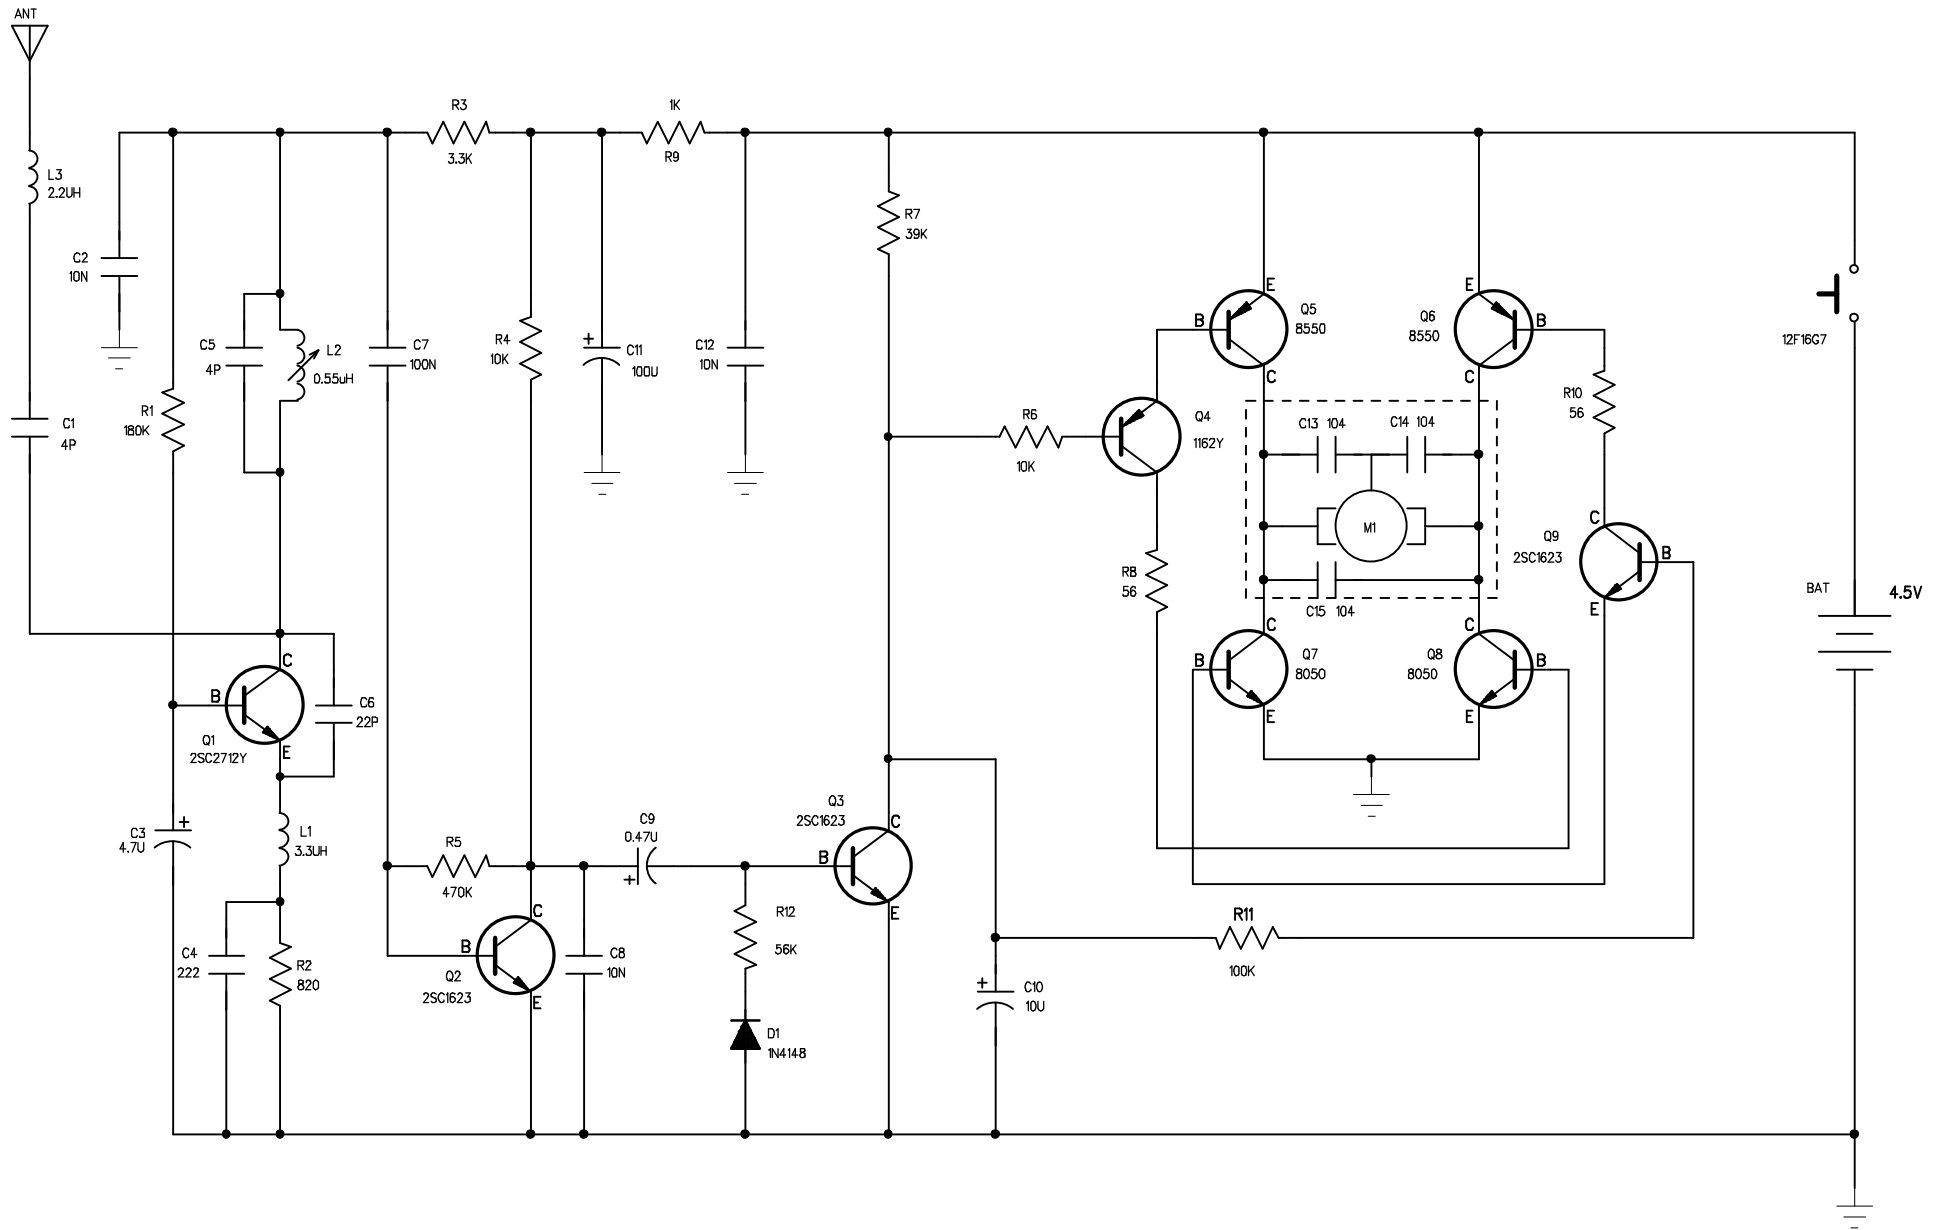 ANT
L3
2.2UH
C1
4P
C2
10N
R1
180K
C5
4P
L2
0.55uH
C7
100N
R3
3.3K
R4
10K
C11
+
100U
1K
R9
C12
10N
R7
39K
B
C
E
Q1
2SC2712Y
C6
22P
C3
+
4.7U
L1
3.3UH
C4
222
R2
820
R5
470K
B
C
E
Q2
2SC1623
C8
10N
C9
0.47U
+
R12
56K
D1
1N4148
Q3
2SC1623
B
C
E
C10
+
10U
R11
100K
R6
10K
Q4
1162Y
R8
56
E
B
C
Q5
8550
E
B
C
Q6
8550
C13 104
C14 104
M1
C15 104
R10
56
Q9
2SC1623
C
B
E
C
B
E
Q7
8050
C
B
E
Q8
8050
12F16G7
BAT
4.5V